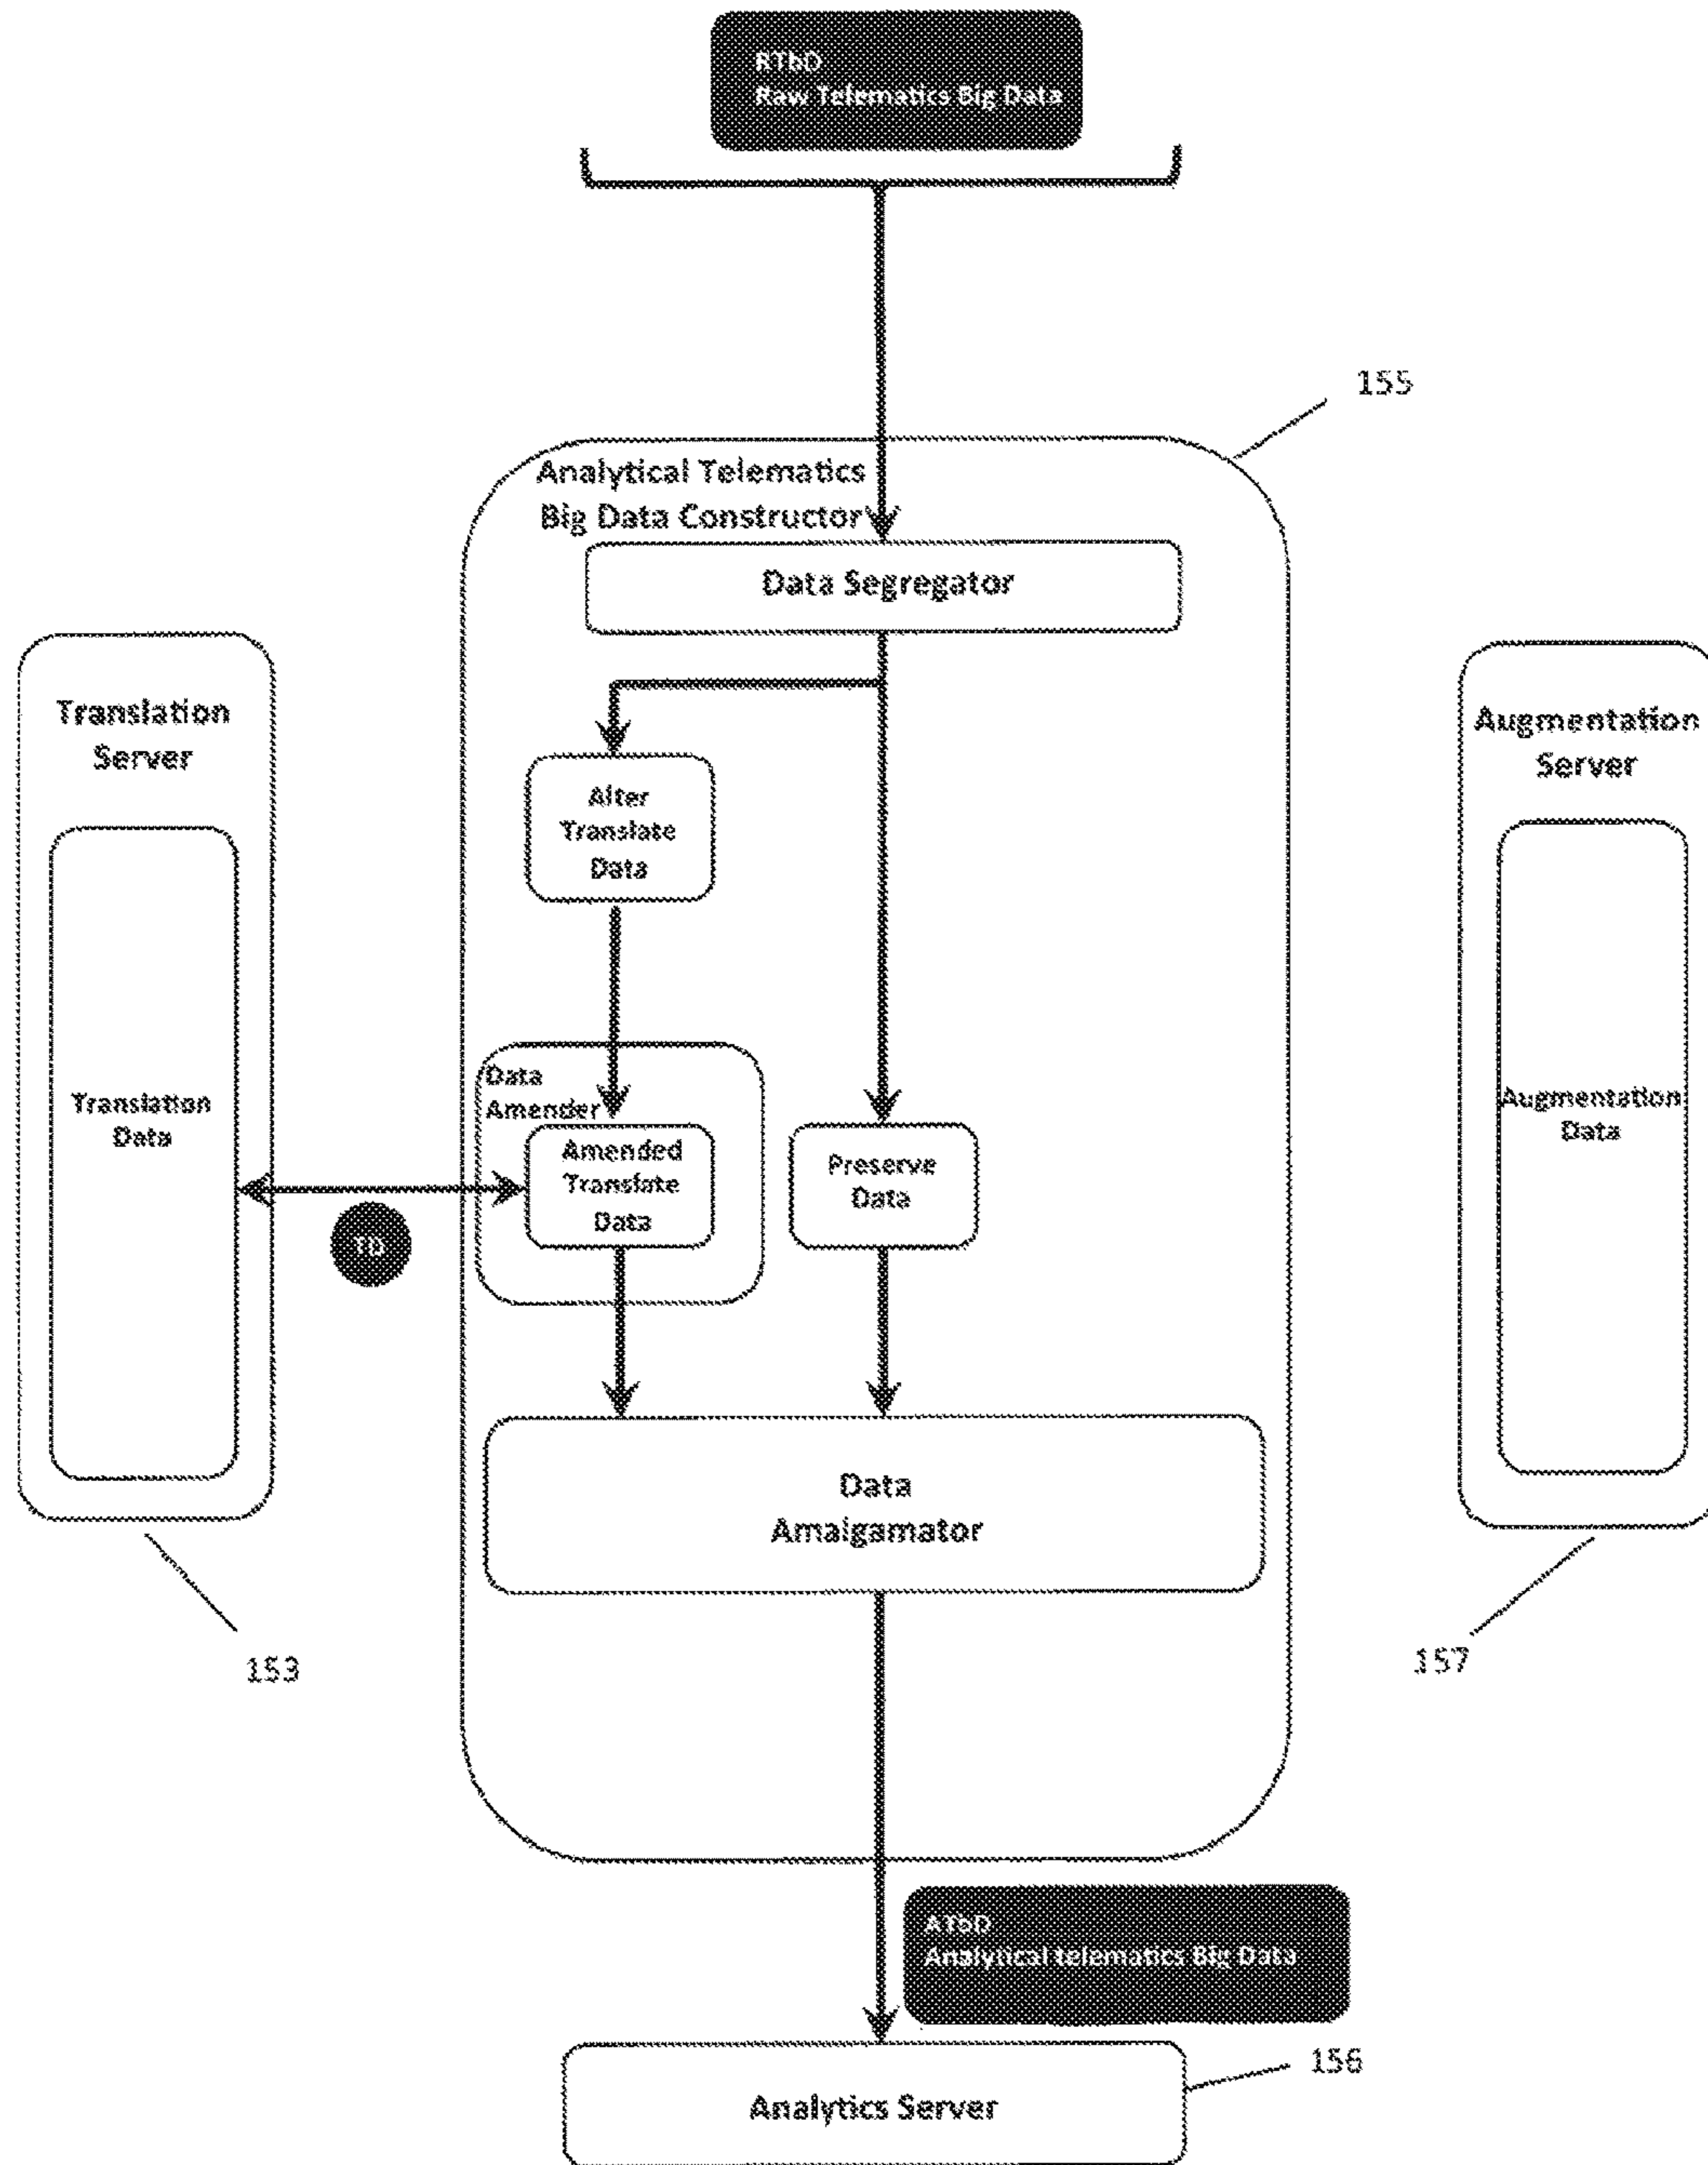 RTbD
Raw Telematics Big Data
155
Analytical Telematics
Big Data Constructor
Data Segregator
Translation
Server
Augmentation
Server
Alter
Translate
Data
Data
Amender
Translation
Data
Amended
Translate
Data
Preserve
Data
Augmentation
Data
TD
Data
Amalgamator
153
157
ATbD
Analytical telematics Big Data
156
Analytics Server